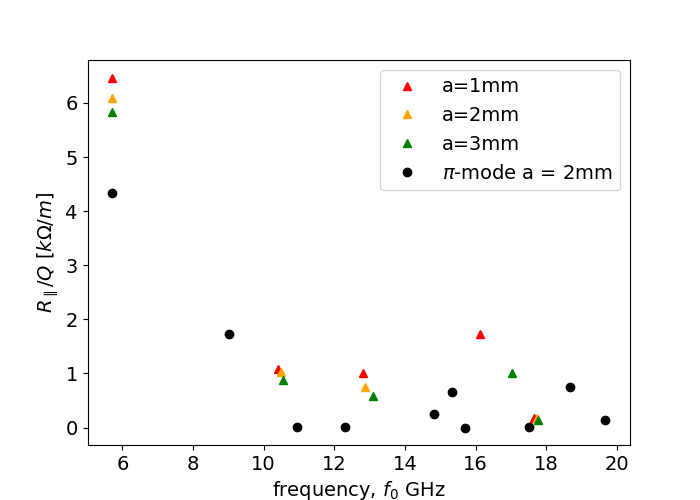 a=1mm
a=2mm
a=3mm
π-mode a = 2mm
R∥/Q [kΩ/m]
6
5
4
3
2
1
0
6 8 10 12 14 16 18 20
frequency, f₀ GHz